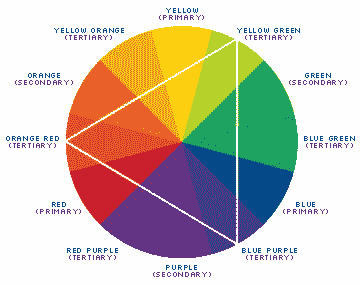 YELLOW
(PRIMARY)
YELLOW ORANGE
(TERTIARY)
YELLOW GREEN
(TERTIARY)
ORANGE
(SECONDARY)
GREEN
(SECONDARY)
ORANGE RED
(TERTIARY)
BLUE GREEN
(TERTIARY)
RED
(PRIMARY)
BLUE
(PRIMARY)
RED PURPLE
(TERTIARY)
BLUE PURPLE
(TERTIARY)
PURPLE
(SECONDARY)